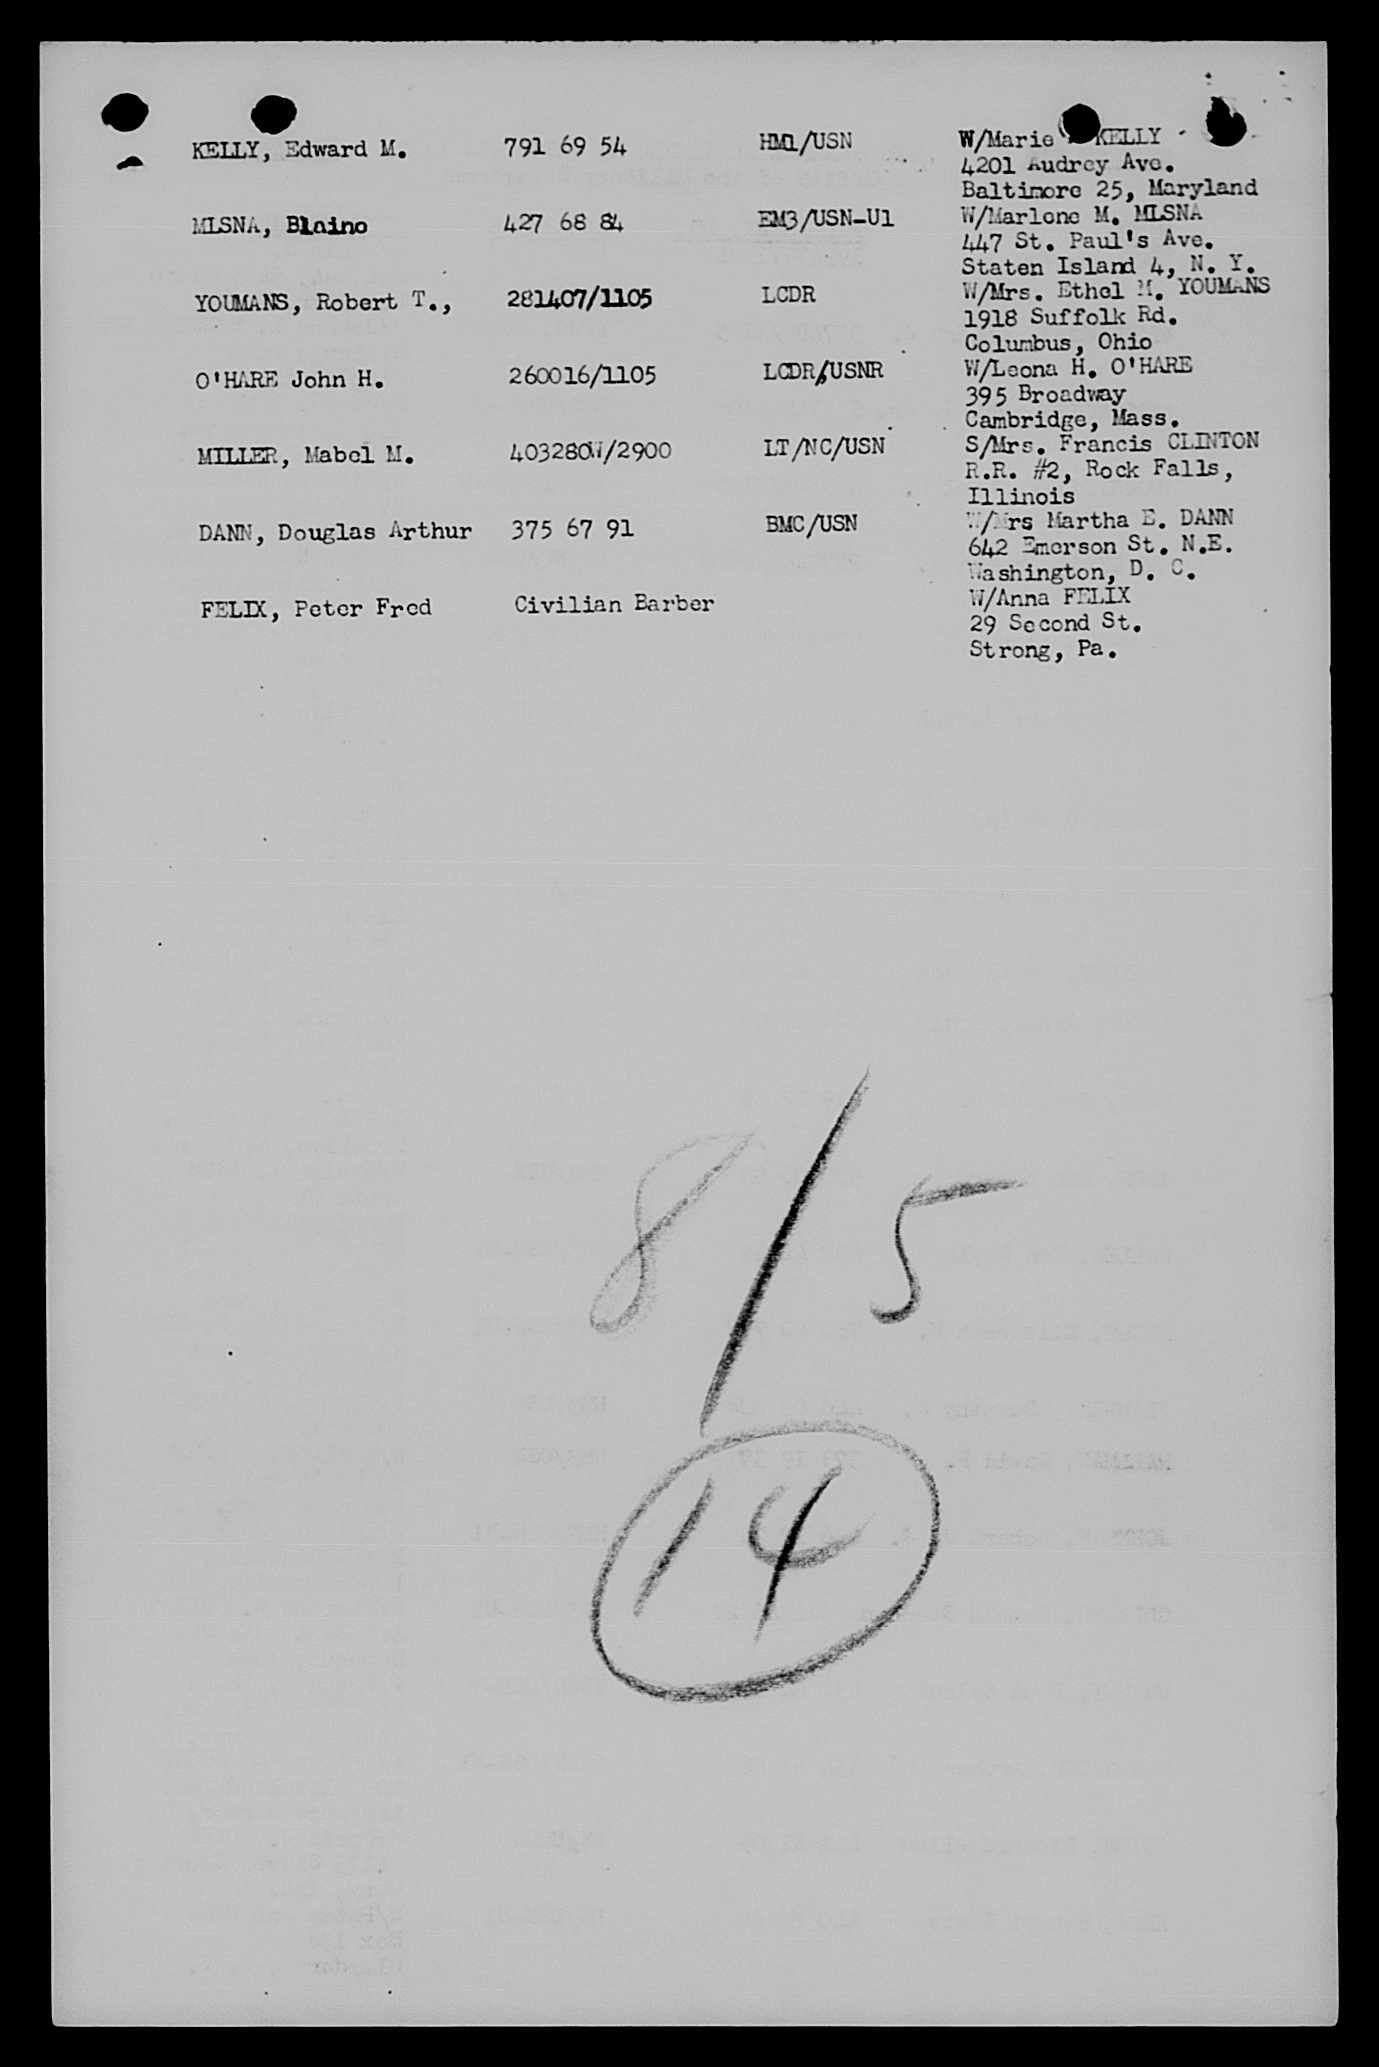 KELLY, Edward M. 791 69 54 HM1/USN W/Marie KELLY
4201 Audrey Ave.
Baltimore 25, Maryland
MLSNA, Blaine 427 68 84 EM3/USN-U1 W/Marlene M. MLSNA
447 St. Paul's Ave.
Staten Island 4, N. Y.
YOUMANS, Robert T., 281407/1105 LCDR W/Mrs. Ethel M. YOUMANS
1918 Suffolk Rd.
Columbus, Ohio
O'HARE John H. 260016/1105 LCDR/USNR W/Leona H. O'HARE
395 Broadway
Cambridge, Mass.
MILLER, Mabel M. 403280W/2900 LT/NC/USN S/Mrs. Francis CLINTON
R.R. #2, Rock Falls,
Illinois
DANN, Douglas Arthur 375 67 91 BMC/USN W/Mrs Martha E. DANN
642 Emerson St. N.E.
Washington, D. C.
FELIX, Peter Fred Civilian Barber W/Anna FELIX
29 Second St.
Strong, Pa.
8/5
14